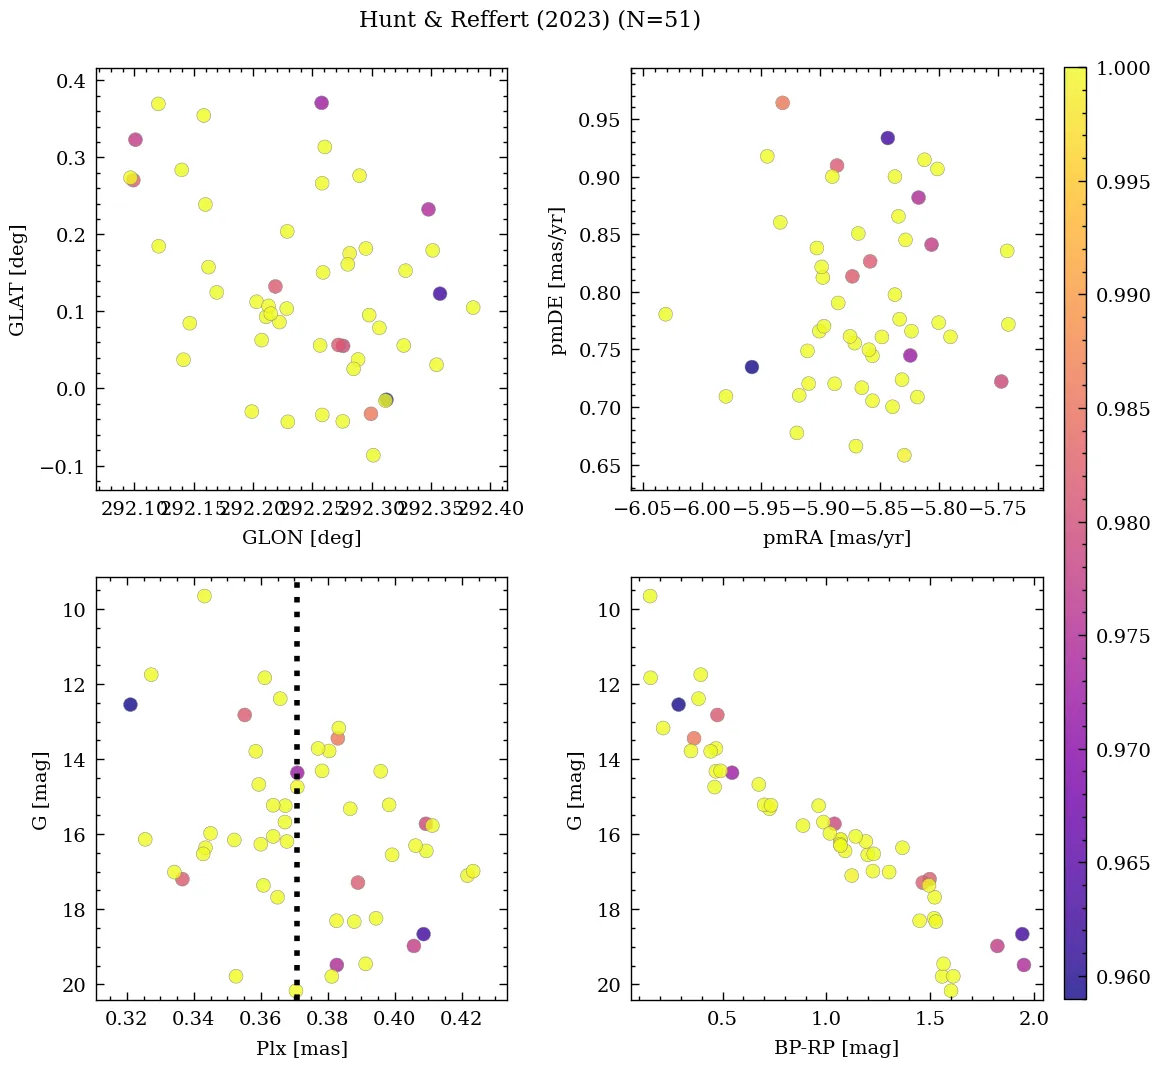 Hunt & Reffert (2023) (N=51)
0.4
0.3
0.2
0.1
0.0
−0.1
GLAT [deg]
292.10 292.15 292.20 292.25 292.30 292.35 292.40
GLON [deg]
0.95
0.90
0.85
0.80
0.75
0.70
0.65
pmDE [mas/yr]
−6.05 −6.00 −5.95 −5.90 −5.85 −5.80 −5.75
pmRA [mas/yr]
10
12
14
16
18
20
G [mag]
0.32 0.34 0.36 0.38 0.40 0.42
Plx [mas]
10
12
14
16
18
20
G [mag]
0.5 1.0 1.5 2.0
BP-RP [mag]
1.000
0.995
0.990
0.985
0.980
0.975
0.970
0.965
0.960